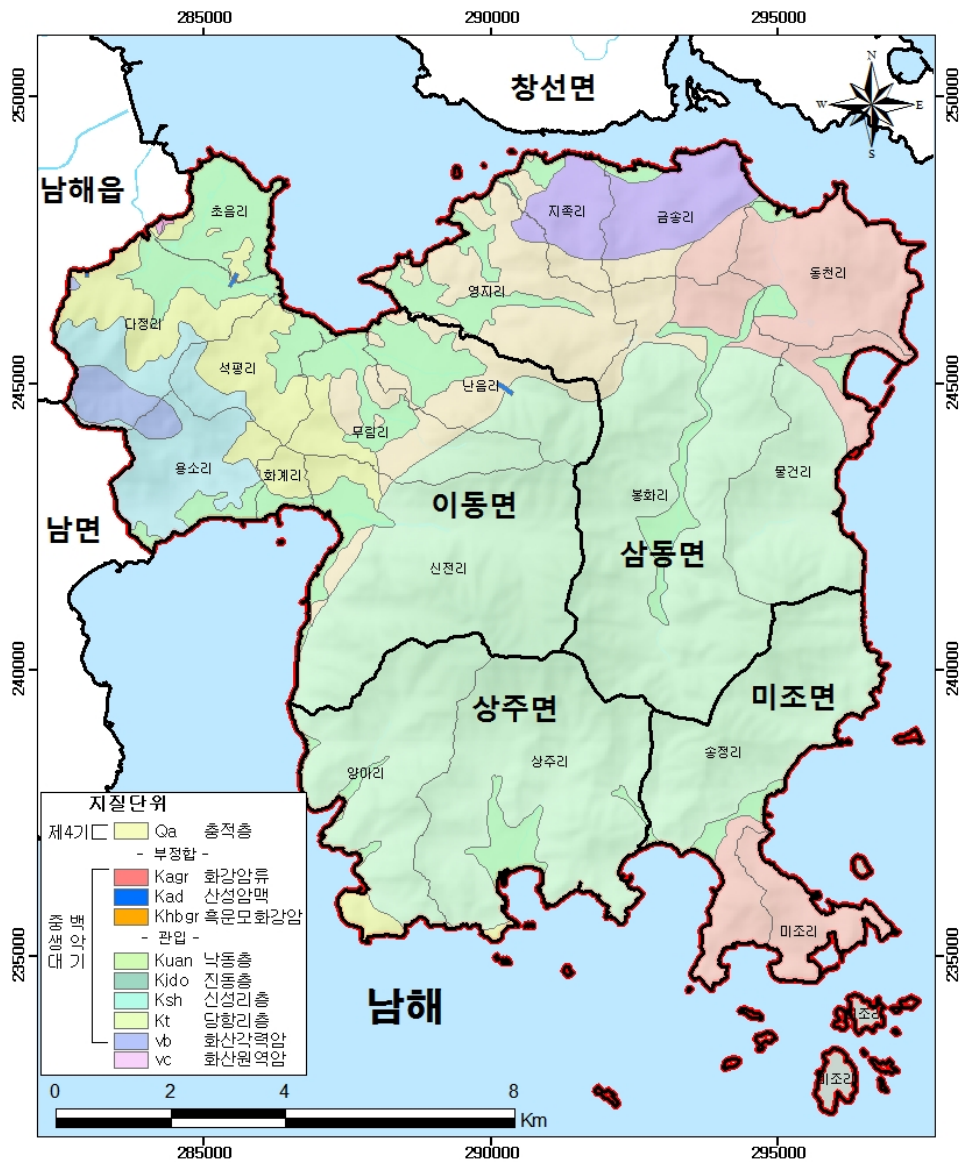 285000 290000 295000
250000 250000
창선면
N
W E
S
남해읍
초음리
지족리
금송리
동천리
영지리
다정리
245000 245000
석평리
난음리
무림리
용소리
화계리
물건리
봉화리
이동면
남면
삼동면
신전리
240000 240000
미조면
상주면
송정리
상주리
양아리
미조리
235000 235000
남해
미조리
미조리
지질단위
제4기 Qa 충적층
- 부정합 -
Kagr 화강암류
Kad 산성암맥
Khbgr 흑운모화강암
- 관입 -
중생대 백악기
Kuan 낙동층
Kjdo 진동층
Ksh 신성리층
Kt 당항리층
vb 화산각력암
vc 화산원역암
0 2 4 8
Km
285000 290000 295000